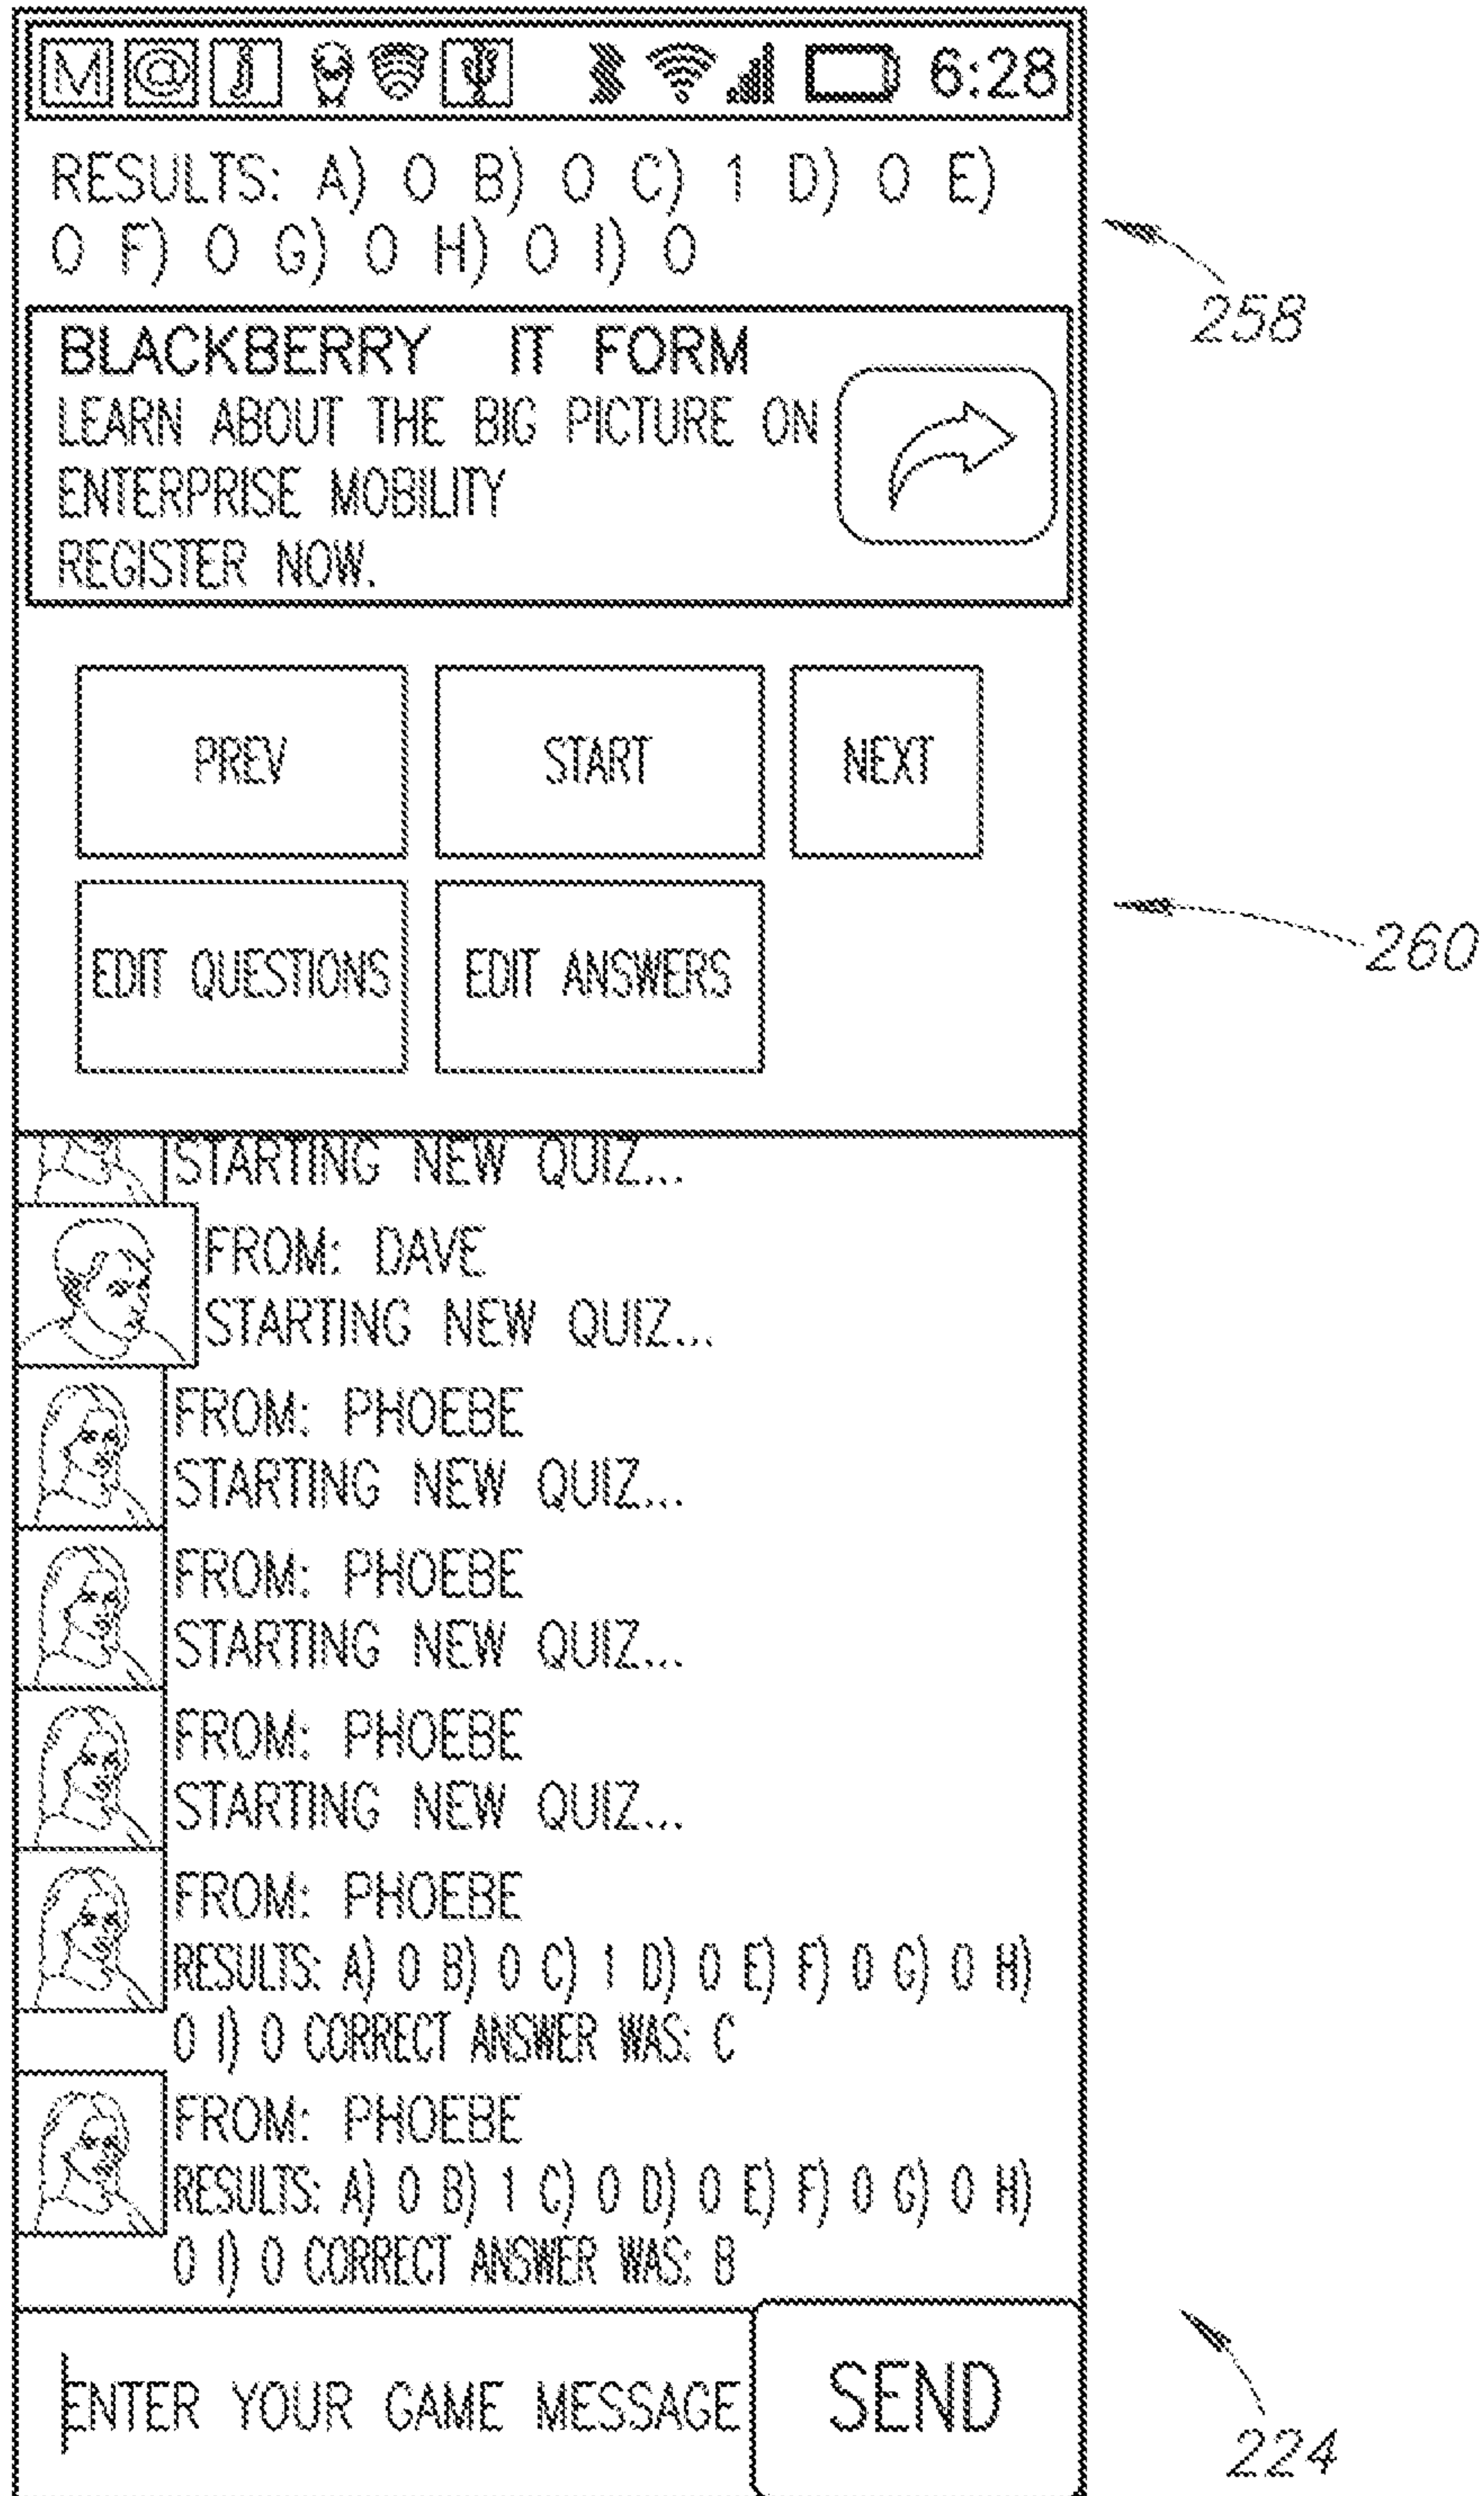 M @ J 6:28
RESULTS: A) 0 B) 0 C) 1 D) 0 E)
0 F) 0 G) 0 H) 0 I) 0
258
BLACKBERRY IT FORM
LEARN ABOUT THE BIG PICTURE ON
ENTERPRISE MOBILITY
REGISTER NOW.
PREV START NEXT
260
EDIT QUESTIONS EDIT ANSWERS
STARTING NEW QUIZ...
FROM: DAVE
STARTING NEW QUIZ...
FROM: PHOEBE
STARTING NEW QUIZ...
FROM: PHOEBE
STARTING NEW QUIZ...
FROM: PHOEBE
STARTING NEW QUIZ...
FROM: PHOEBE
RESULTS: A) 0 B) 0 C) 1 D) 0 E) F) 0 G) 0 H)
0 I) 0 CORRECT ANSWER WAS: C
FROM: PHOEBE
RESULTS: A) 0 B) 1 C) 0 D) 0 E) F) 0 G) 0 H)
0 I) 0 CORRECT ANSWER WAS: B
ENTER YOUR GAME MESSAGE SEND
224